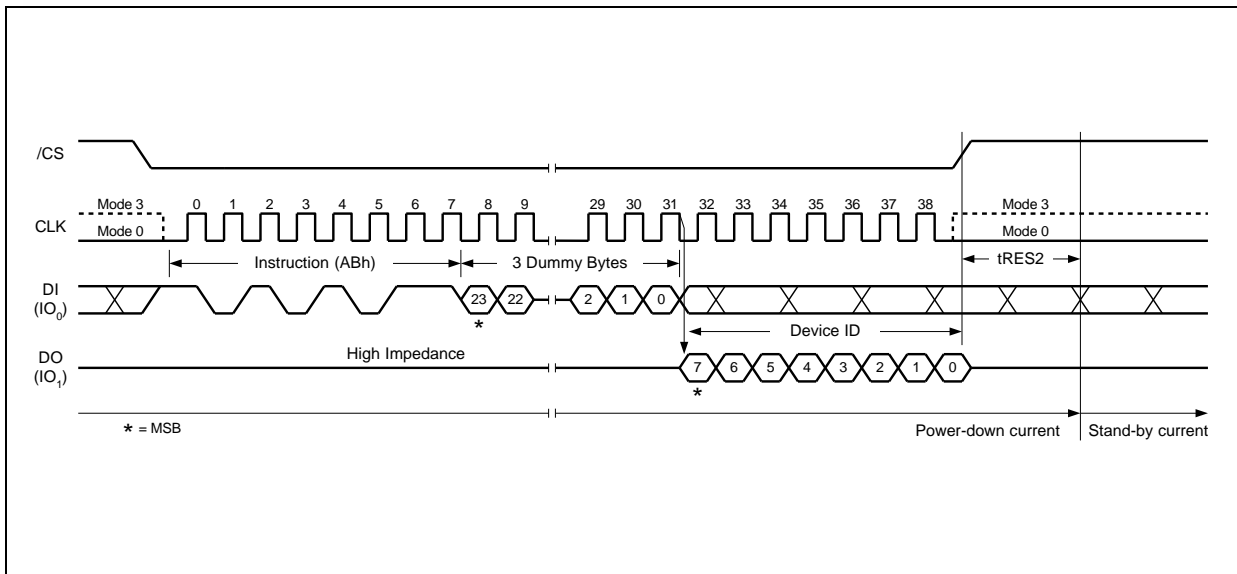 /CS
Mode 3 0 1 2 3 4 5 6 7 8 9 29 30 31 32 33 34 35 36 37 38 Mode 3
CLK
Mode 0 Mode 0
Instruction (ABh) 3 Dummy Bytes tRES2
DI
(IO0)
23 22 2 1 0
*
Device ID
DO
(IO1)
High Impedance
7 6 5 4 3 2 1 0
*
* = MSB
Power-down current Stand-by current